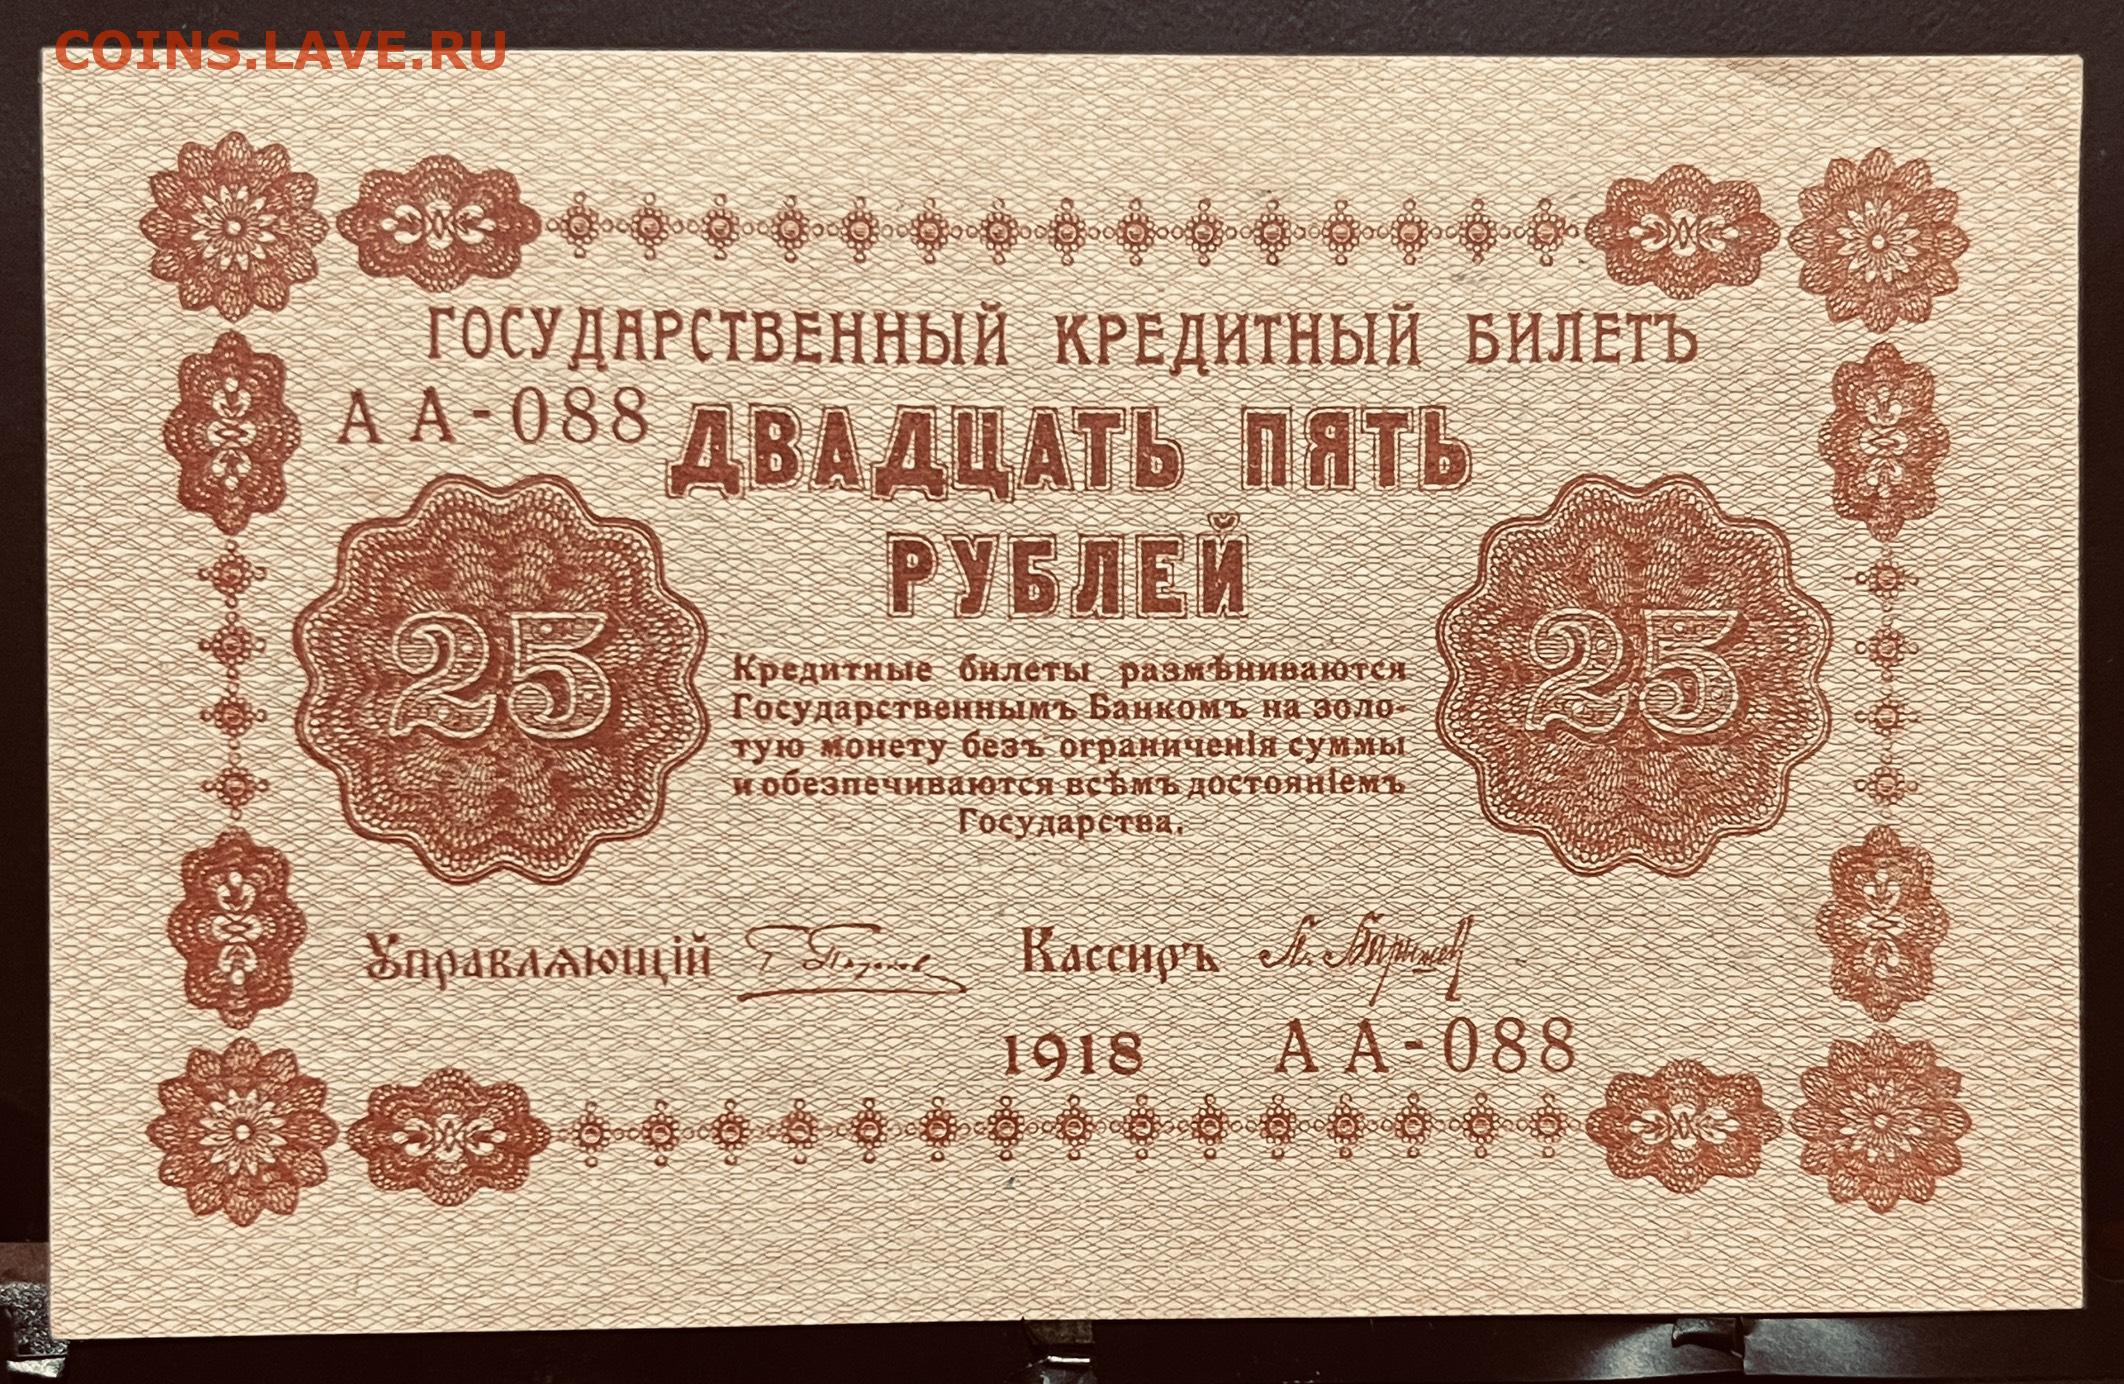 COINS.LAVE.RU
ГОСУДАРСТВЕННЫЙ КРЕДИТНЫЙ БИЛЕТЪ
АА-088
ДВАДЦАТЬ ПЯТЬ
РУБЛЕЙ
25
25
Кредитные билеты размѣниваются
Государственнымъ Банкомъ на золо-
тую монету безъ ограниченія суммы
и обезпечиваются всѣмъ достояніемъ
Государства.
Управляющій
Кассиръ
1918 АА-088